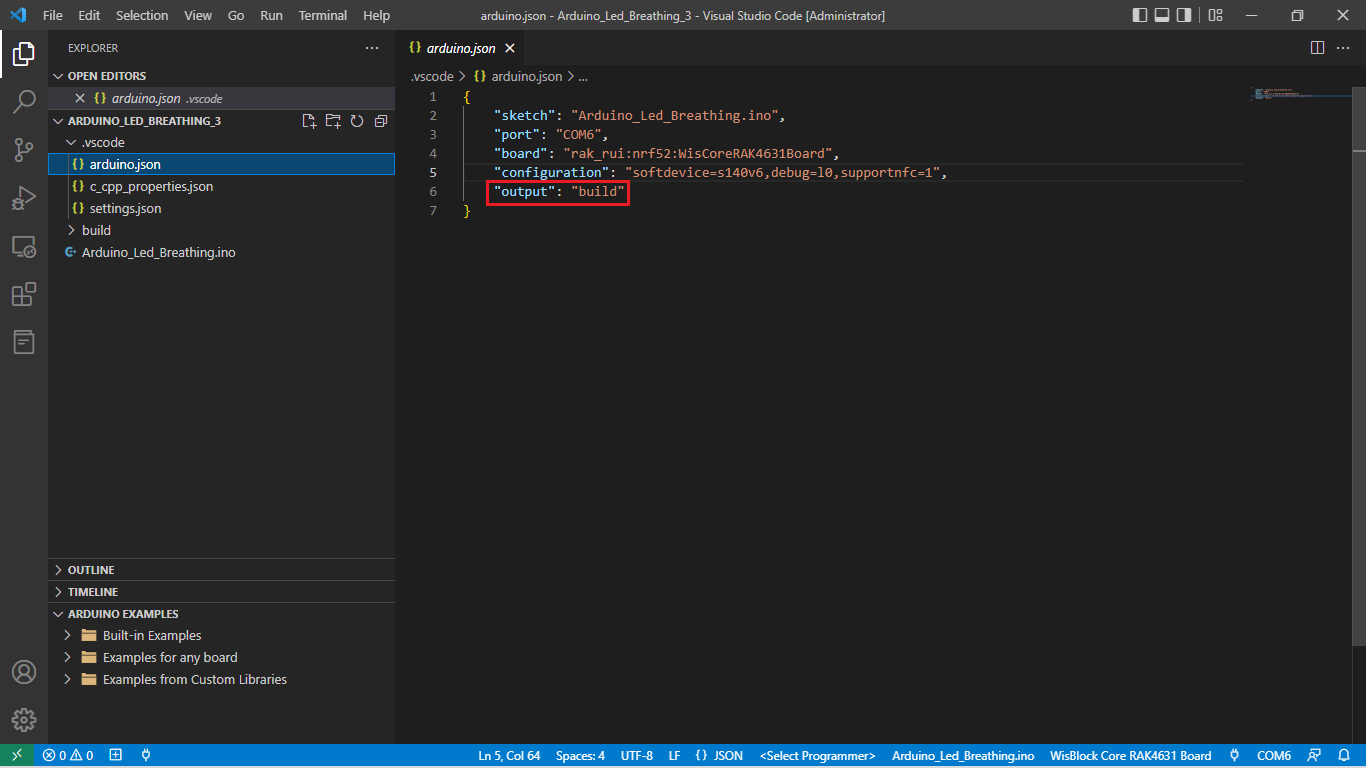 File Edit Selection View Go Run Terminal Help
arduino.json - Arduino_Led_Breathing_3 - Visual Studio Code [Administrator]
EXPLORER
OPEN EDITORS
arduino.json .vscode
ARDUINO_LED_BREATHING_3
.vscode
arduino.json
c_cpp_properties.json
settings.json
build
Arduino_Led_Breathing.ino
OUTLINE
TIMELINE
ARDUINO EXAMPLES
Built-in Examples
Examples for any board
Examples from Custom Libraries
{} arduino.json
.vscode > {} arduino.json > ...
1 {
2 "sketch": "Arduino_Led_Breathing.ino",
3 "port": "COM6",
4 "board": "rak_rui:nrf52:WisCoreRAK4631Board",
5 "configuration": "softdevice=s140v6,debug=l0,supportnfc=1",
6 "output": "build"
7 }
0 0 Ln 5, Col 64 Spaces: 4 UTF-8 LF {} JSON <Select Programmer> Arduino_Led_Breathing.ino WisBlock Core RAK4631 Board COM6